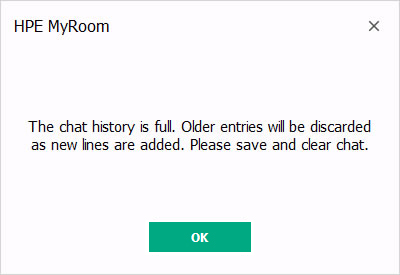 HPE MyRoom
The chat history is full. Older entries will be discarded
as new lines are added. Please save and clear chat.
OK